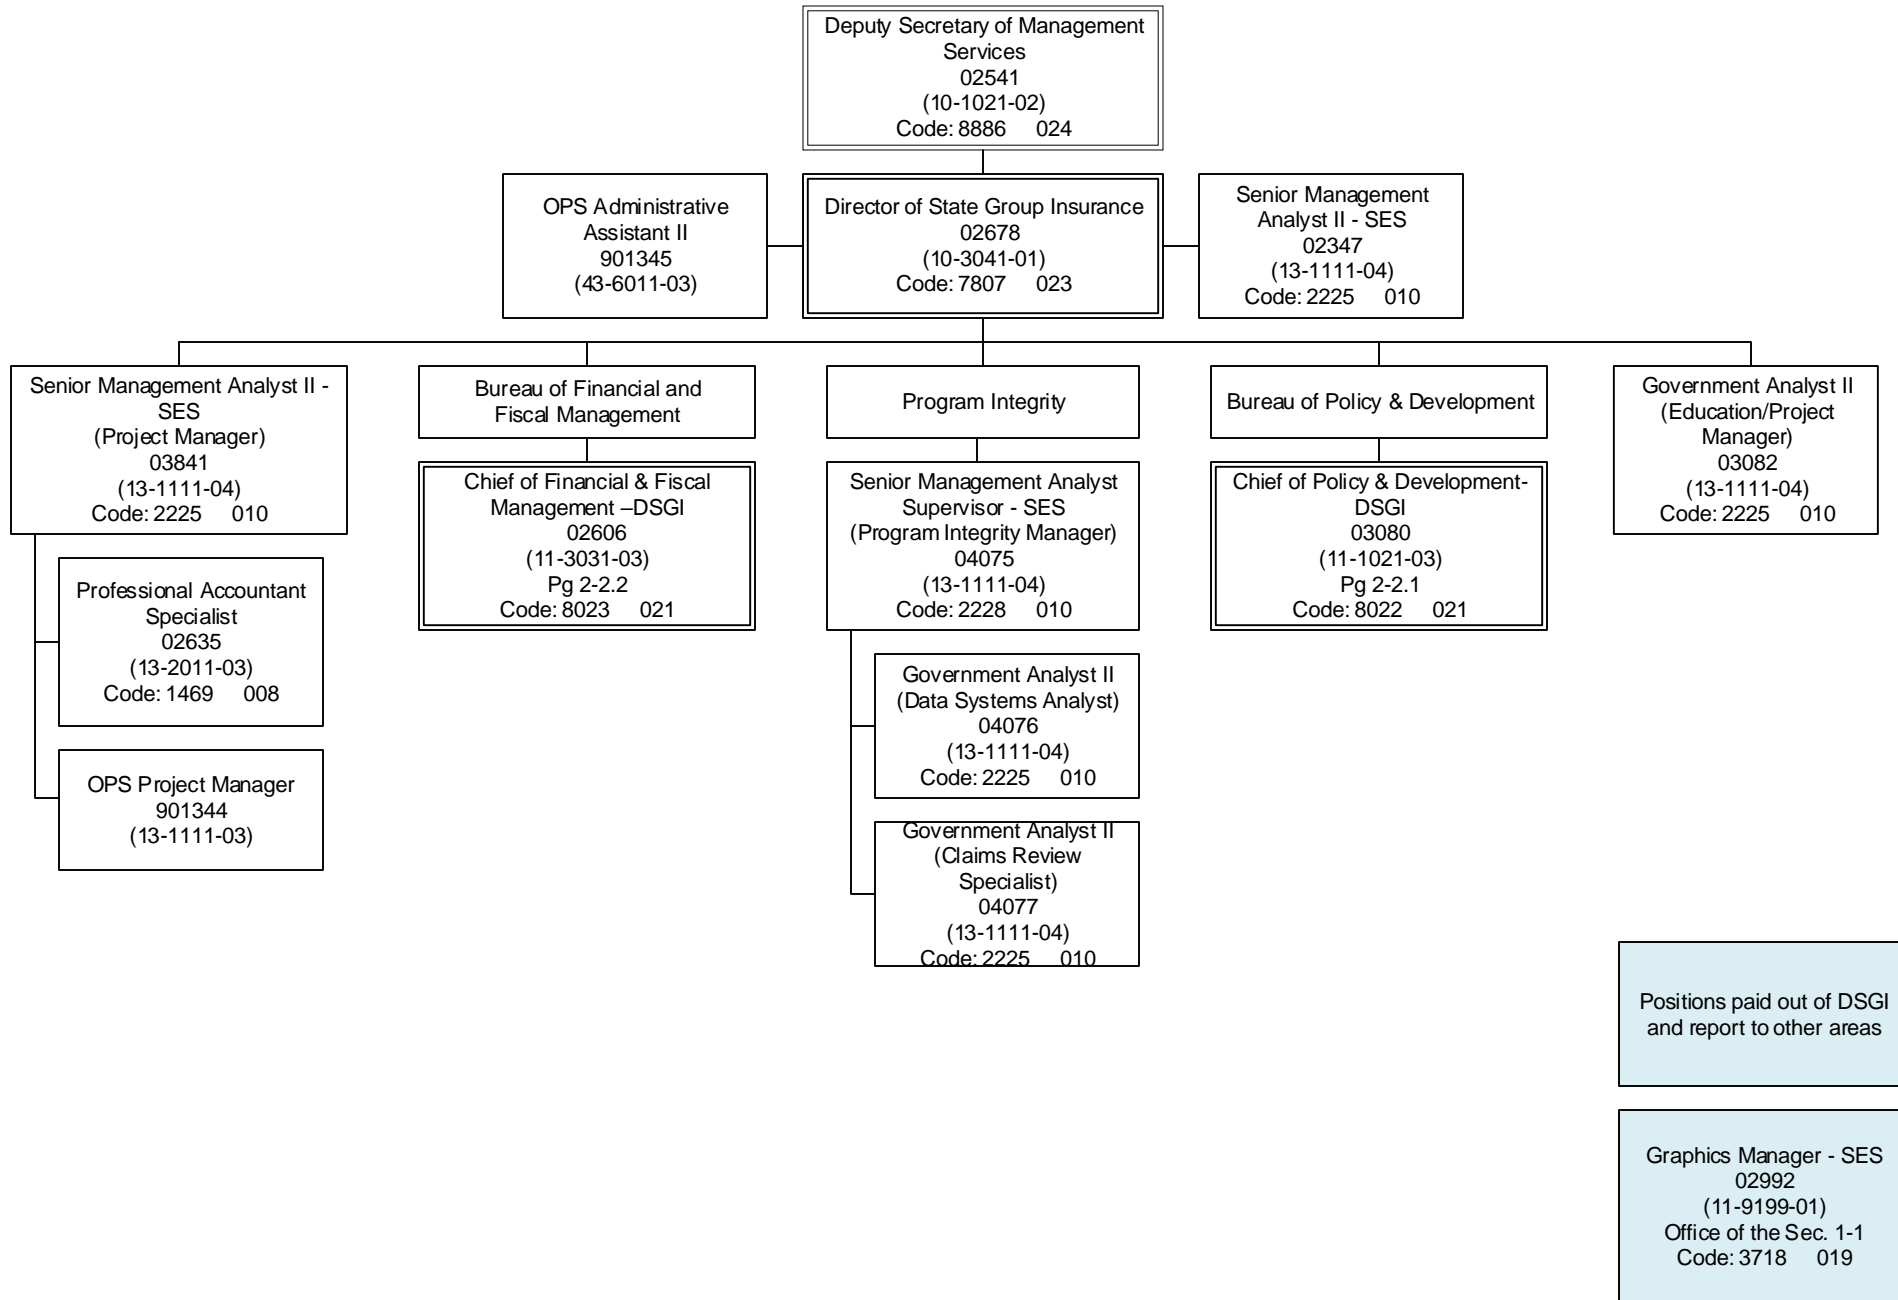 Deputy Secretary of Management
Services
02541
(10-1021-02)
Code: 8886 024
OPS Administrative
Assistant II
901345
(43-6011-03)
Director of State Group Insurance
02678
(10-3041-01)
Code: 7807 023
Senior Management
Analyst II - SES
02347
(13-1111-04)
Code: 2225 010
Senior Management Analyst II -
SES
(Project Manager)
03841
(13-1111-04)
Code: 2225 010
Professional Accountant
Specialist
02635
(13-2011-03)
Code: 1469 008
OPS Project Manager
901344
(13-1111-03)
Bureau of Financial and
Fiscal Management
Chief of Financial & Fiscal
Management –DSGI
02606
(11-3031-03)
Pg 2-2.2
Code: 8023 021
Program Integrity
Senior Management Analyst
Supervisor - SES
(Program Integrity Manager)
04075
(13-1111-04)
Code: 2228 010
Government Analyst II
(Data Systems Analyst)
04076
(13-1111-04)
Code: 2225 010
Government Analyst II
(Claims Review
Specialist)
04077
(13-1111-04)
Code: 2225 010
Bureau of Policy & Development
Chief of Policy & Development-
DSGI
03080
(11-1021-03)
Pg 2-2.1
Code: 8022 021
Government Analyst II
(Education/Project
Manager)
03082
(13-1111-04)
Code: 2225 010
Positions paid out of DSGI
and report to other areas
Graphics Manager - SES
02992
(11-9199-01)
Office of the Sec. 1-1
Code: 3718 019